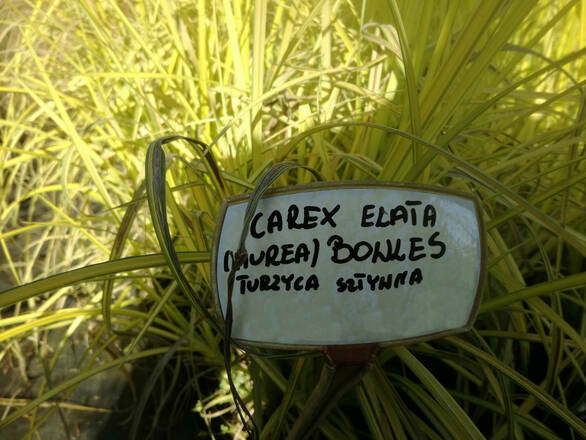 CAREX ELATA
(AUREA) BOWLES
TURZYCA SZTYWNA